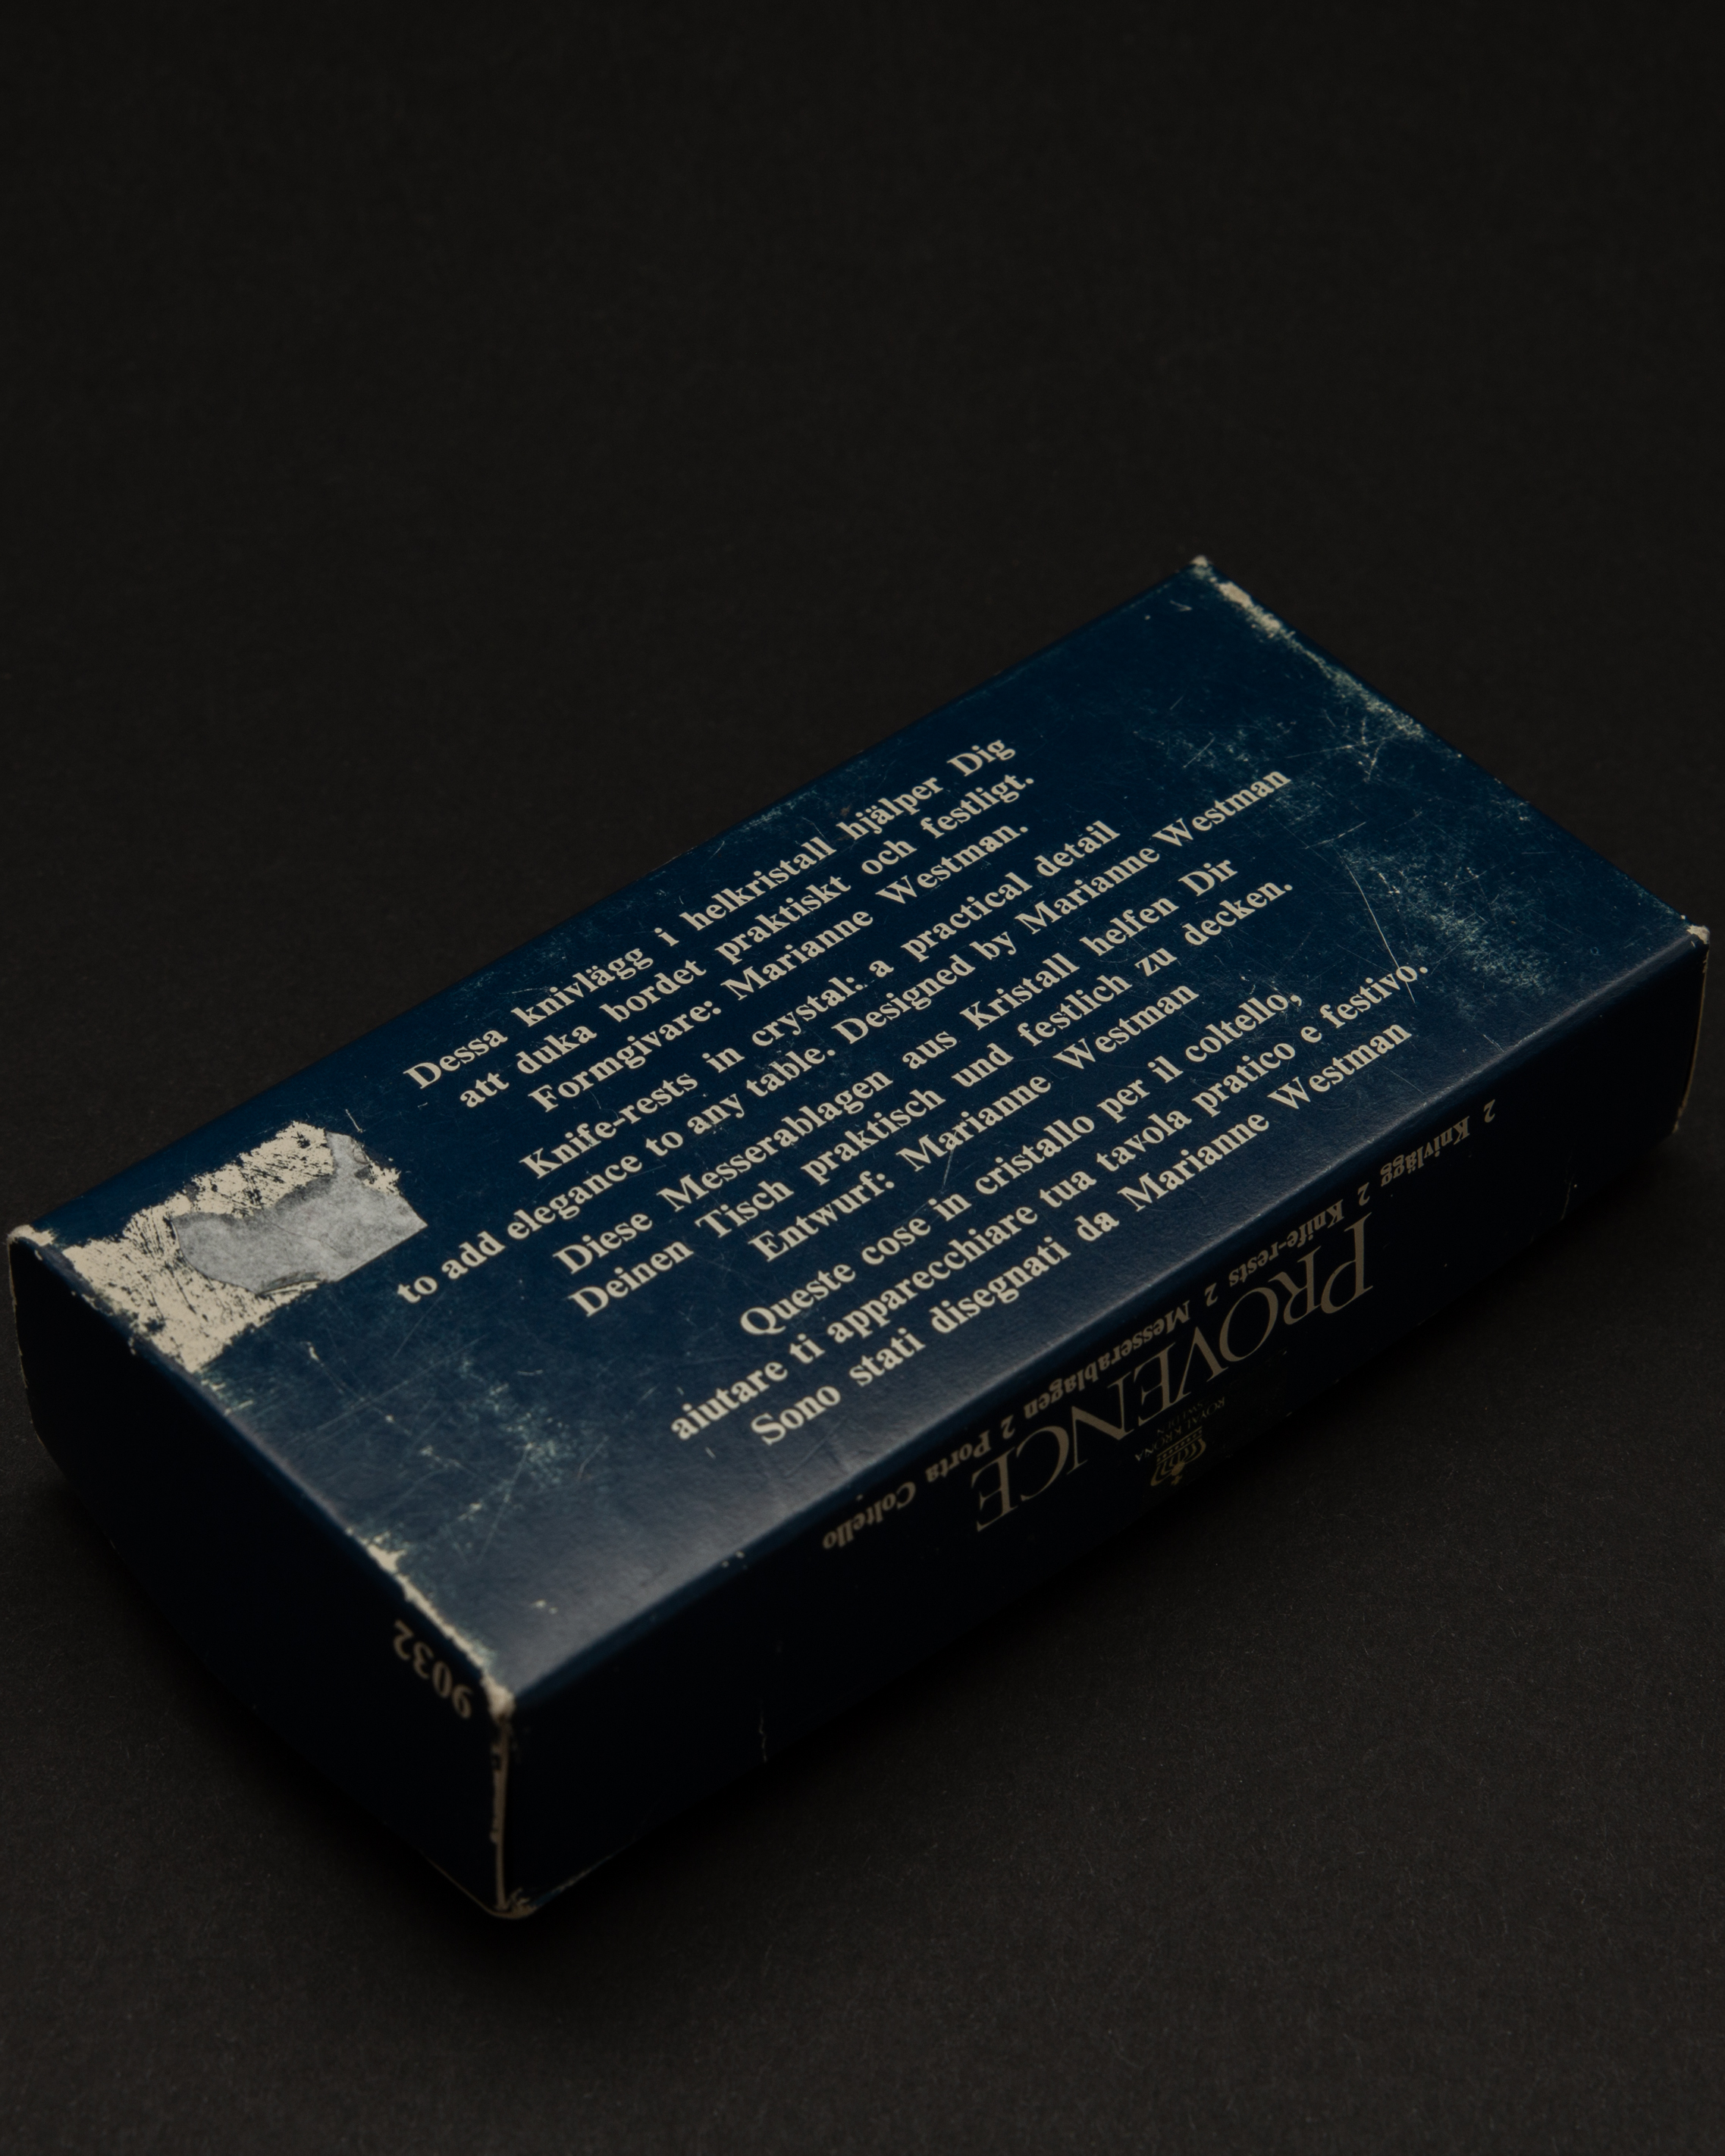 Dessa knivlägg i helkristall hjälper Dig
att duka bordet praktiskt och festligt.
Formgivare: Marianne Westman.
Knife-rests in crystal: a practical detail
to add elegance to any table. Designed by Marianne Westman
Diese Messerablagen aus Kristall helfen Dir
Deinen Tisch praktisch und festlich zu decken.
Entwurf: Marianne Westman
Queste cose in cristallo per il coltello,
aiutare ti apparecchiare tua tavola pratico e festivo.
Sono stati disegnati da Marianne Westman
ROYAL KRONA
SWEDEN
PROVENCE
2 Knivlägg 2 Knife-rests 2 Messerablagen 2 Porta Coltello
9032